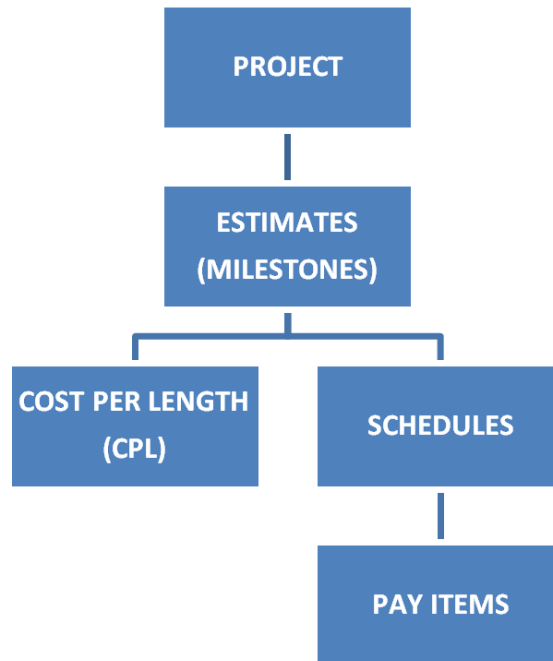 PROJECT
ESTIMATES
(MILESTONES)
COST PER LENGTH
(CPL)
SCHEDULES
PAY ITEMS